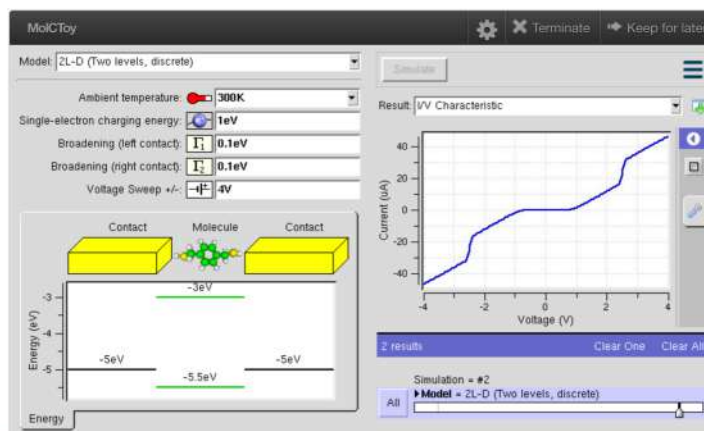 MolCToy
Terminate
Keep for later
Model: 2L-D (Two levels, discrete)
Ambient temperature: 300K
Single-electron charging energy: 1eV
Broadening (left contact): Γ1 0.1eV
Broadening (right contact): Γ2 0.1eV
Voltage Sweep +/-: 4V
Contact Molecule Contact
-3eV
-3
-4
-5
-5eV
-5eV
-5.5eV
Energy (eV)
Energy
Simulate
Result: I/V Characteristic
40
20
0
-20
-40
Current (uA)
-4 -2 0 2 4
Voltage (V)
2 results Clear One Clear All
Simulation = #2
All
Model = 2L-D (Two levels, discrete)